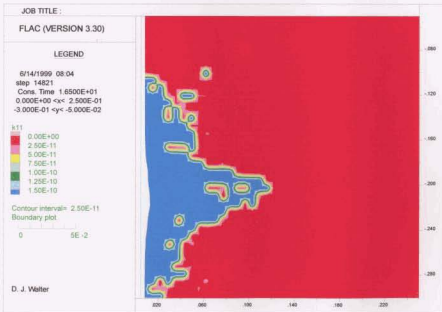 JOB TITLE :
FLAC (VERSION 3.30)
LEGEND
6/14/1999 08:04
step 14821
Cons. Time 1.6500E+01
0.000E+00 <x< 2.500E-01
-3.000E-01 <y< -5.000E-02
k11
0.00E+00
2.50E-11
5.00E-11
7.50E-11
1.00E-10
1.25E-10
1.50E-10
Contour interval= 2.50E-11
Boundary plot
0 5E -2
D. J. Walter
-.080
-.120
-.160
-.200
-.240
-.280
.020 .060 .100 .140 .180 .220